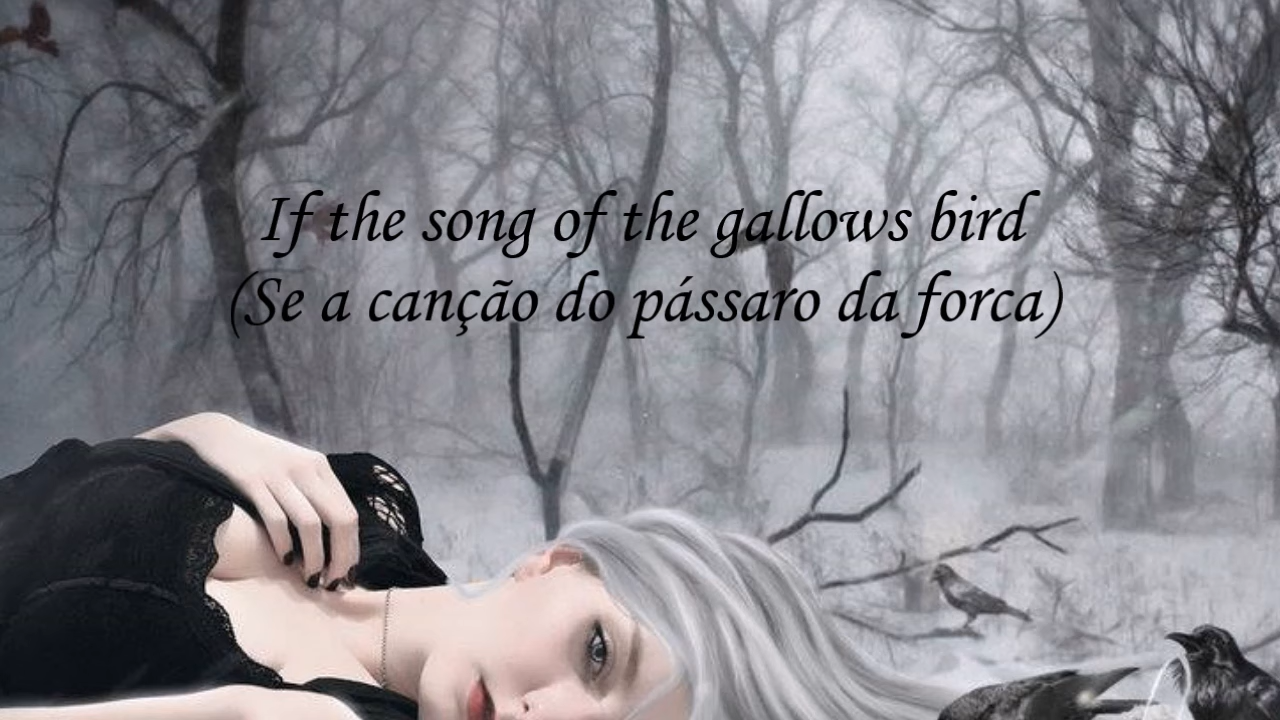 If the song of the gallows bird
(Se a canção do pássaro da forca)